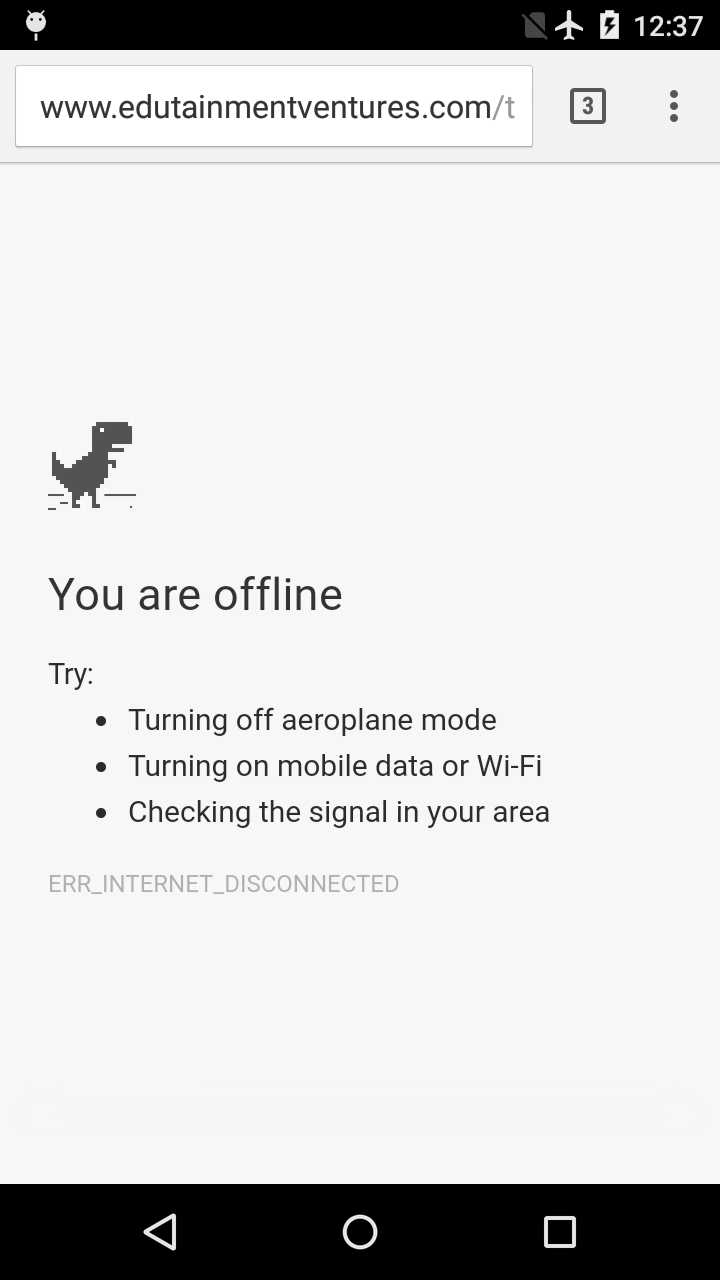 12:37
www.edutainmentventures.com/t
3
You are offline
Try:
Turning off aeroplane mode
Turning on mobile data or Wi-Fi
Checking the signal in your area
ERR_INTERNET_DISCONNECTED